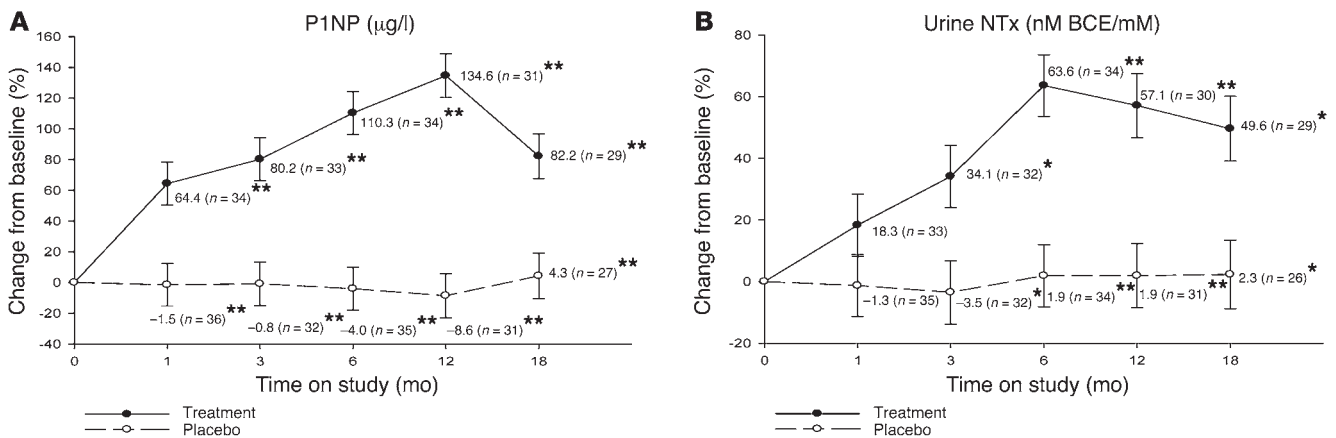 A
P1NP (μg/l)
Change from baseline (%)
160
140
120
100
80
60
40
20
0
-20
-40
64.4 (n = 34)**
80.2 (n = 33)**
110.3 (n = 34)**
134.6 (n = 31)**
82.2 (n = 29)**
−1.5 (n = 36)**
−0.8 (n = 32)**
−4.0 (n = 35)**
−8.6 (n = 31)**
4.3 (n = 27)**
0 1 3 6 12 18
Time on study (mo)
Treatment
Placebo
B
Urine NTx (nM BCE/mM)
Change from baseline (%)
80
60
40
20
0
-20
18.3 (n = 33)
34.1 (n = 32)*
63.6 (n = 34)**
57.1 (n = 30)**
49.6 (n = 29)*
−1.3 (n = 35)
−3.5 (n = 32)*
1.9 (n = 34)**
1.9 (n = 31)**
2.3 (n = 26)*
0 1 3 6 12 18
Time on study (mo)
Treatment
Placebo